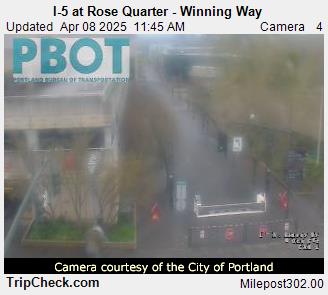 I-5 at Rose Quarter - Winning Way
Updated Apr 08 2025 11:45 AM Camera 4
PBOT
PORTLAND BUREAU OF TRANSPORTATION
Camera courtesy of the City of Portland
TripCheck.com Milepost302.00